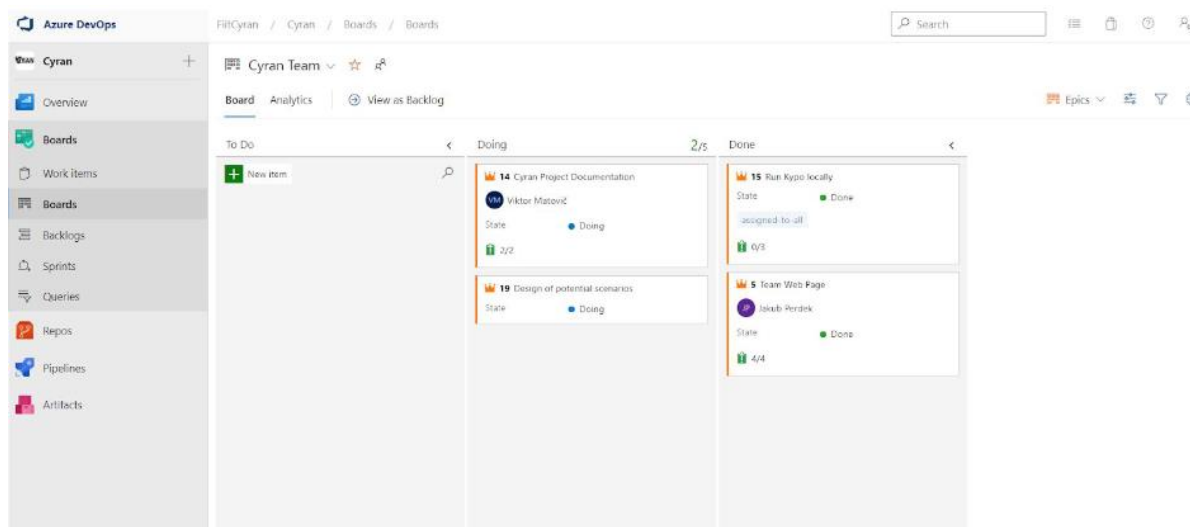 Azure DevOps
FiitCyran / Cyran / Boards / Boards
Search
Cyran
Cyran Team
Overview
Board Analytics View as Backlog
Epics
Boards
To Do
Doing 2/5
Done
Work items
Boards
Backlogs
Sprints
Queries
Repos
Pipelines
Artifacts
New item
14 Cyran Project Documentation
VM Viktor Matovič
State Doing
2/2
19 Design of potential scenarios
State Doing
15 Run Kypo locally
State Done
assigned-to-all
0/3
5 Team Web Page
JP Jakub Perdek
State Done
4/4